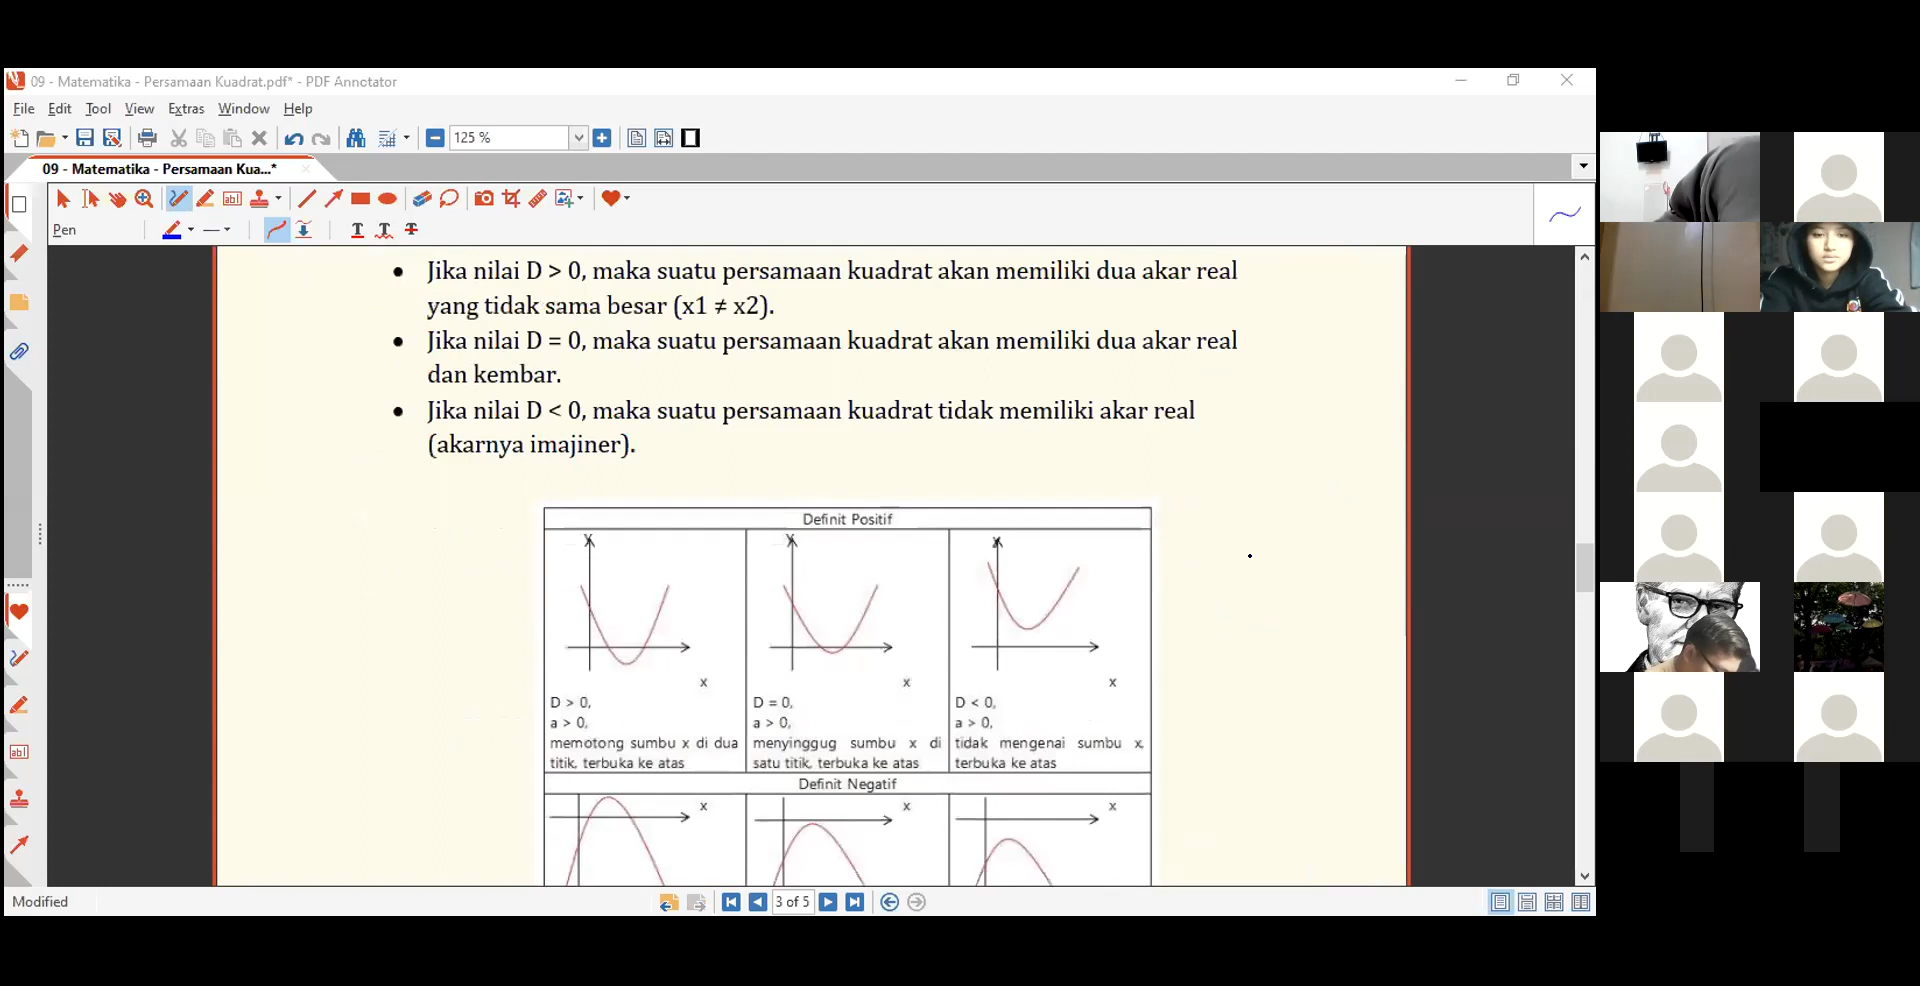 09 - Matematika - Persamaan Kuadrat.pdf* - PDF Annotator
File Edit Tool View Extras Window Help
125 %
09 - Matematika - Persamaan Kua...*
Pen
• Jika nilai D > 0, maka suatu persamaan kuadrat akan memiliki dua akar real
yang tidak sama besar (x1 ≠ x2).
• Jika nilai D = 0, maka suatu persamaan kuadrat akan memiliki dua akar real
dan kembar.
• Jika nilai D < 0, maka suatu persamaan kuadrat tidak memiliki akar real
(akarnya imajiner).
Definit Positif
y y y
x x x
D > 0, D = 0, D < 0,
a > 0, a > 0, a > 0,
memotong sumbu x di dua menyinggug sumbu x di tidak mengenai sumbu x,
titik, terbuka ke atas satu titik, terbuka ke atas terbuka ke atas
Definit Negatif
x x x
Modified 3 of 5